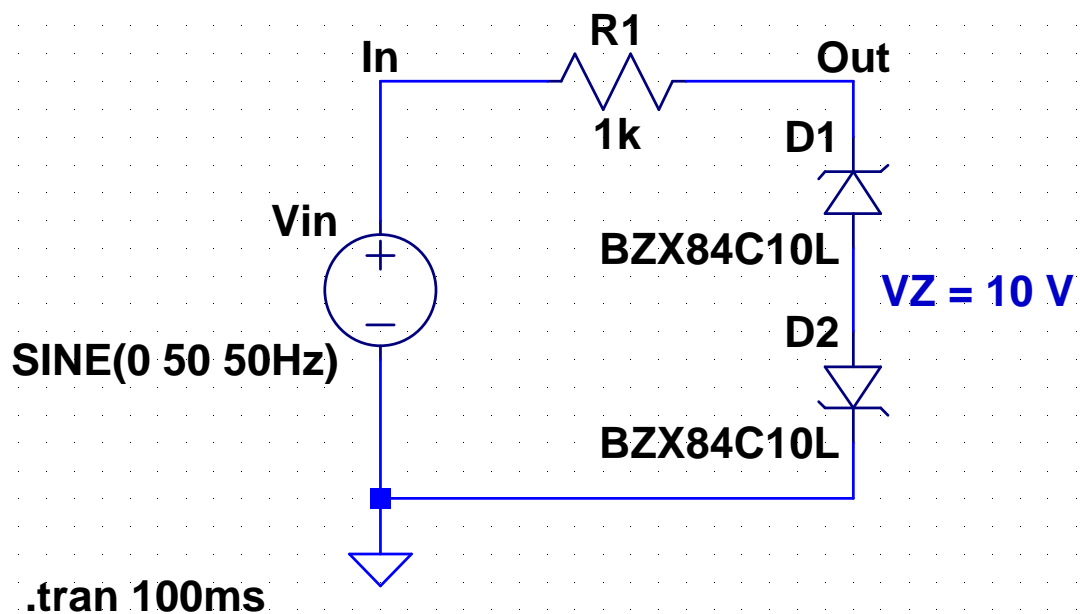 R1
In
Out
1k
D1
Vin
BZX84C10L
VZ = 10 V
D2
SINE(0 50 50Hz)
BZX84C10L
.tran 100ms